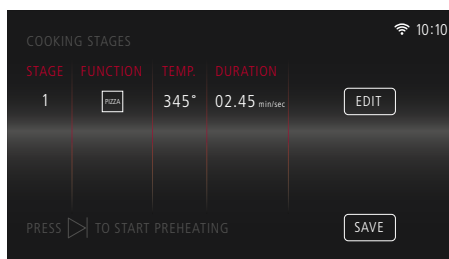 10:10
COOKING STAGES
STAGE FUNCTION TEMP. DURATION
1 PIZZA 345° 02.45 min/sec EDIT
PRESS TO START PREHEATING SAVE